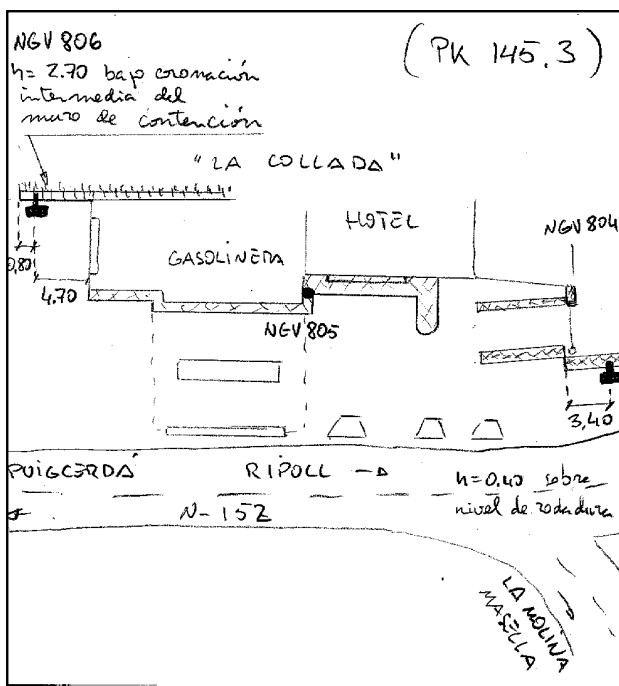 NGV 806
(PK 145.3)
h= 2.70 bajo coronación
intermedia del
muro de contención
"LA COLLADA"
HOTEL
NGV 804
GASOLINERA
0,80
4,70
NGV 805
3,40
PUIGCERDÁ
RIPOLL →
h=0,40 sobre
nivel de rodadura
N-152
LA MOLINA
MASELLA